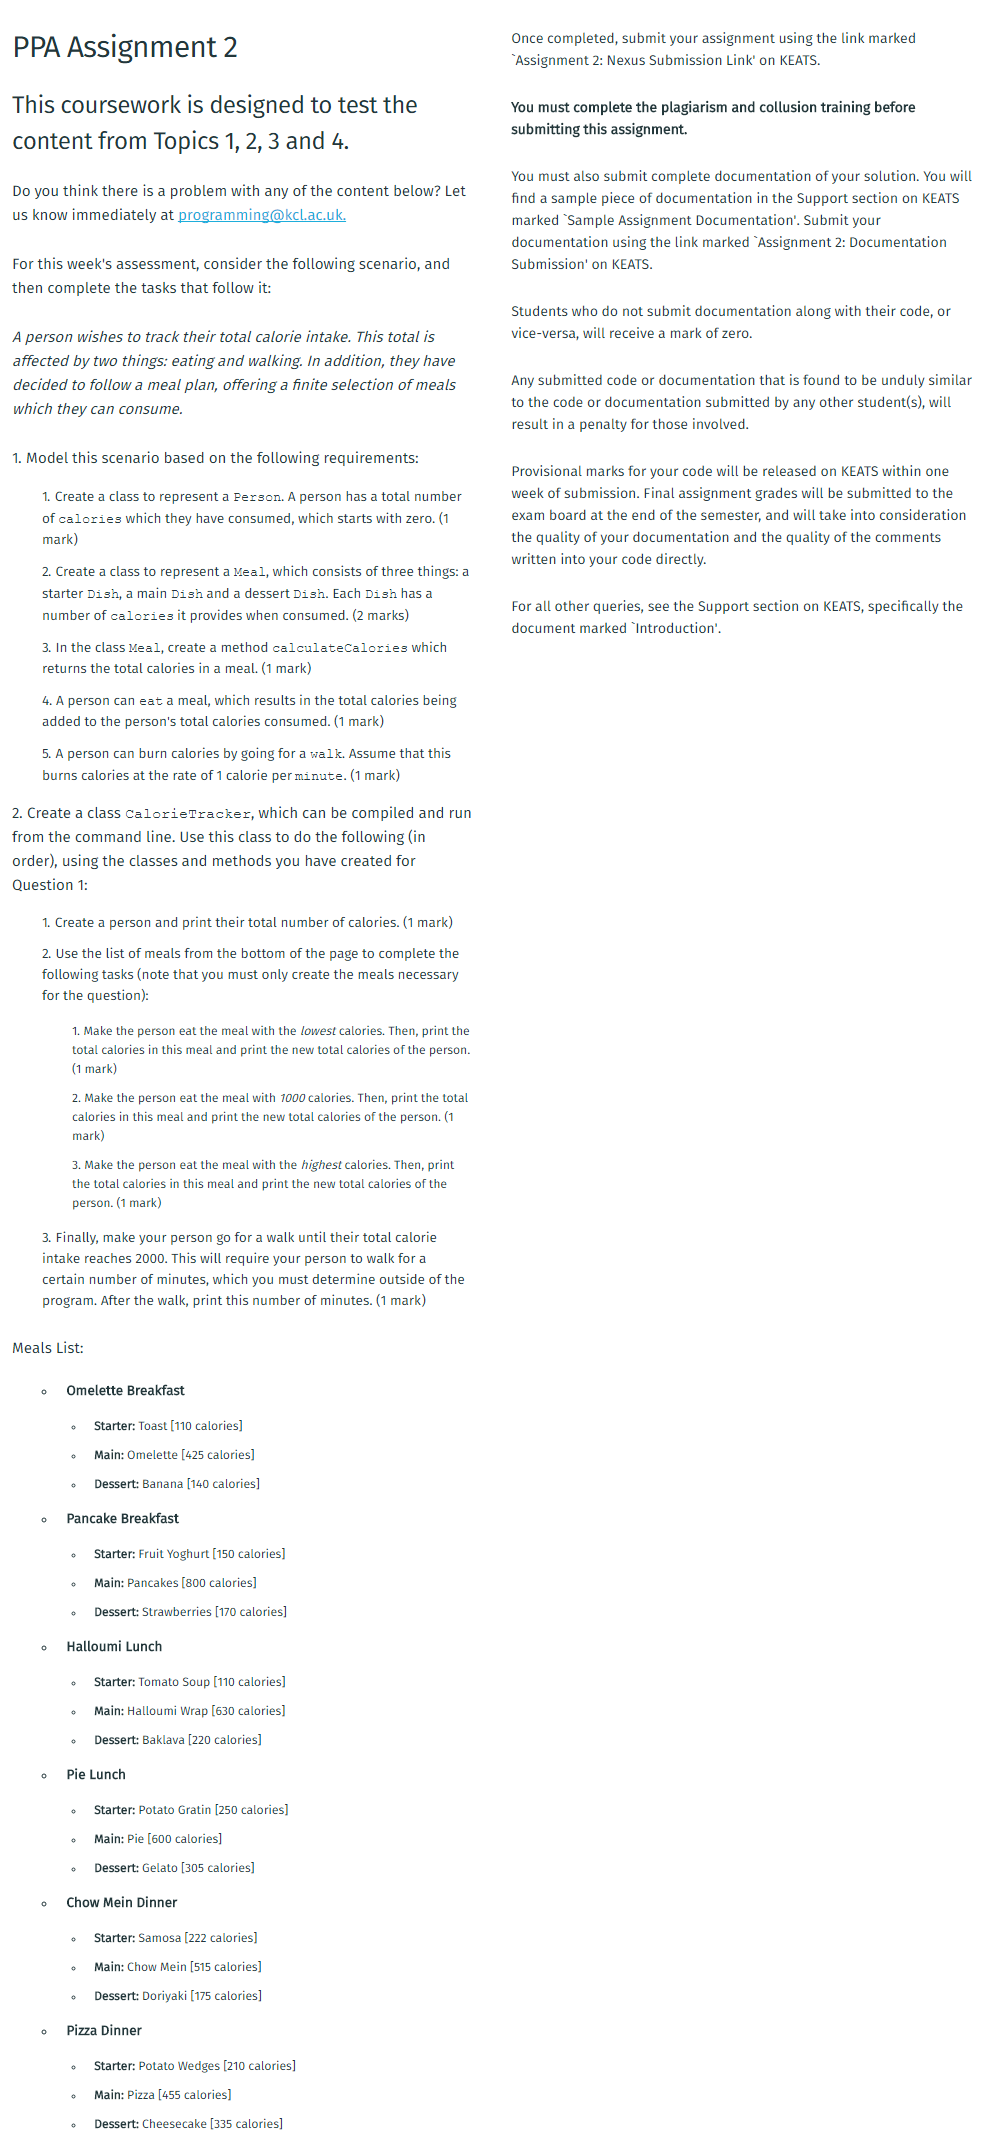 PPA Assignment 2
This coursework is designed to test the
content from Topics 1, 2, 3 and 4.
Do you think there is a problem with any of the content below? Let
us know immediately at programming@kcl.ac.uk.
For this week's assessment, consider the following scenario, and
then complete the tasks that follow it:
A person wishes to track their total calorie intake. This total is
affected by two things: eating and walking. In addition, they have
decided to follow a meal plan, offering a finite selection of meals
which they can consume.
1. Model this scenario based on the following requirements:
1. Create a class to represent a Person. A person has a total number
of calories which they have consumed, which starts with zero. (1
mark)
2. Create a class to represent a Meal, which consists of three things: a
starter Dish, a main Dish and a dessert Dish. Each Dish has a
number of calories it provides when consumed. (2 marks)
3. In the class Meal, create a method calculateCalories which
returns the total calories in a meal. (1 mark)
4. A person can eat a meal, which results in the total calories being
added to the person's total calories consumed. (1 mark)
5. A person can burn calories by going for a walk. Assume that this
burns calories at the rate of 1 calorie per minute. (1 mark)
2. Create a class CalorieTracker, which can be compiled and run
from the command line. Use this class to do the following (in
order), using the classes and methods you have created for
Question 1:
1. Create a person and print their total number of calories. (1 mark)
2. Use the list of meals from the bottom of the page to complete the
following tasks (note that you must only create the meals necessary
for the question):
1. Make the person eat the meal with the lowest calories. Then, print the
total calories in this meal and print the new total calories of the person.
(1 mark)
2. Make the person eat the meal with 1000 calories. Then, print the total
calories in this meal and print the new total calories of the person. (1
mark)
3. Make the person eat the meal with the highest calories. Then, print
the total calories in this meal and print the new total calories of the
person. (1 mark)
3. Finally, make your person go for a walk until their total calorie
intake reaches 2000. This will require your person to walk for a
certain number of minutes, which you must determine outside of the
program. After the walk, print this number of minutes. (1 mark)
Meals List:
Omelette Breakfast
Starter: Toast [110 calories]
Main: Omelette [425 calories]
Dessert: Banana [140 calories]
Pancake Breakfast
Starter: Fruit Yoghurt [150 calories]
Main: Pancakes [800 calories]
Dessert: Strawberries [170 calories]
Halloumi Lunch
Starter: Tomato Soup [110 calories]
Main: Halloumi Wrap [630 calories]
Dessert: Baklava [220 calories]
Pie Lunch
Starter: Potato Gratin [250 calories]
Main: Pie [600 calories]
Dessert: Gelato [305 calories]
Chow Mein Dinner
Starter: Samosa [222 calories]
Main: Chow Mein [515 calories]
Dessert: Doriyaki [175 calories]
Pizza Dinner
Starter: Potato Wedges [210 calories]
Main: Pizza [455 calories]
Dessert: Cheesecake [335 calories]
Once completed, submit your assignment using the link marked
`Assignment 2: Nexus Submission Link' on KEATS.
You must complete the plagiarism and collusion training before
submitting this assignment.
You must also submit complete documentation of your solution. You will
find a sample piece of documentation in the Support section on KEATS
marked `Sample Assignment Documentation'. Submit your
documentation using the link marked `Assignment 2: Documentation
Submission' on KEATS.
Students who do not submit documentation along with their code, or
vice-versa, will receive a mark of zero.
Any submitted code or documentation that is found to be unduly similar
to the code or documentation submitted by any other student(s), will
result in a penalty for those involved.
Provisional marks for your code will be released on KEATS within one
week of submission. Final assignment grades will be submitted to the
exam board at the end of the semester, and will take into consideration
the quality of your documentation and the quality of the comments
written into your code directly.
For all other queries, see the Support section on KEATS, specifically the
document marked `Introduction'.